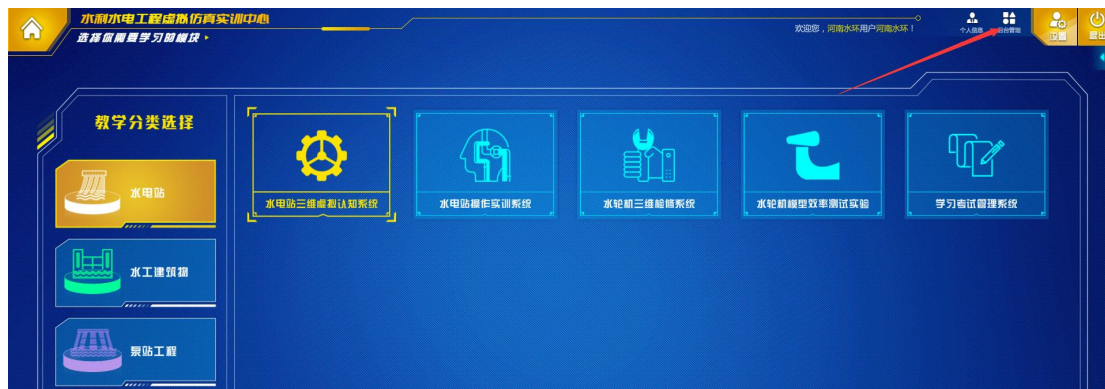 水利水电工程虚拟仿真实训中心
选择你需要学习的模块
欢迎您，河南水环用户河南水环！
个人信息
后台管理
设置
退出
教学分类选择
水电站
水工建筑物
泵站工程
水电站三维虚拟认知系统
水电站操作实训系统
水轮机三维检修系统
水轮机模型效率测试实验
学习考试管理系统